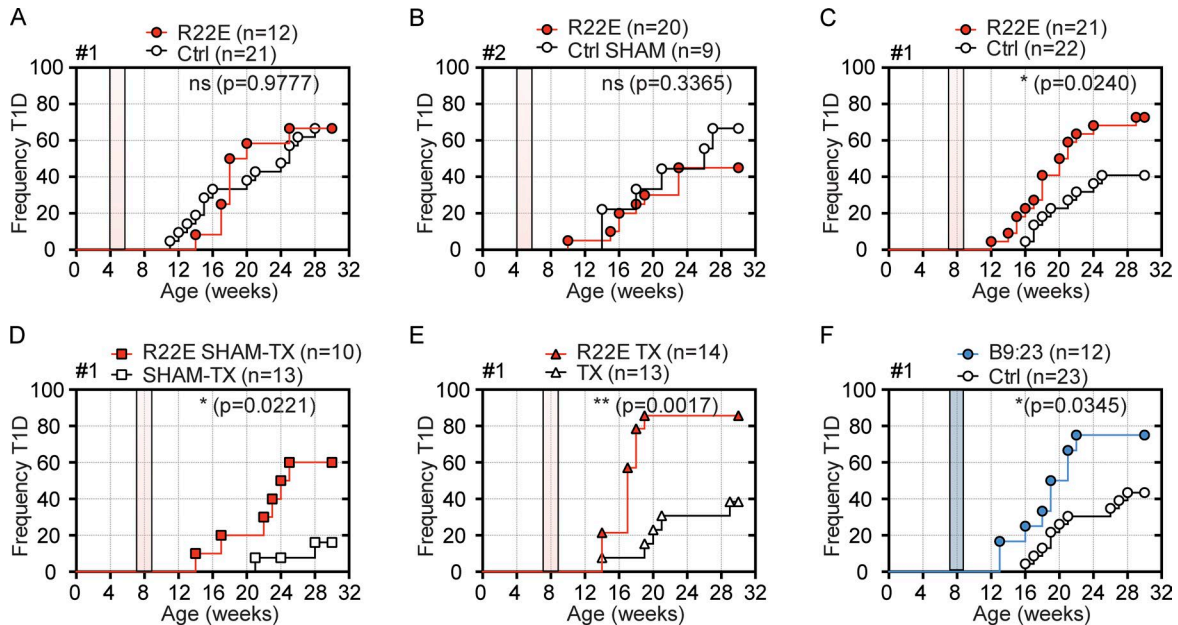 A
R22E (n=12)
Ctrl (n=21)
#1
ns (p=0.9777)
100
80
60
40
20
0
Frequency T1D
0 4 8 12 16 20 24 28 32
Age (weeks)
B
R22E (n=20)
Ctrl SHAM (n=9)
#2
ns (p=0.3365)
100
80
60
40
20
0
Frequency T1D
0 4 8 12 16 20 24 28 32
Age (weeks)
C
R22E (n=21)
Ctrl (n=22)
#1
* (p=0.0240)
100
80
60
40
20
0
Frequency T1D
0 4 8 12 16 20 24 28 32
Age (weeks)
D
R22E SHAM-TX (n=10)
SHAM-TX (n=13)
#1
* (p=0.0221)
100
80
60
40
20
0
Frequency T1D
0 4 8 12 16 20 24 28 32
Age (weeks)
E
R22E TX (n=14)
TX (n=13)
#1
** (p=0.0017)
100
80
60
40
20
0
Frequency T1D
0 4 8 12 16 20 24 28 32
Age (weeks)
F
B9:23 (n=12)
Ctrl (n=23)
#1
*(p=0.0345)
100
80
60
40
20
0
Frequency T1D
0 4 8 12 16 20 24 28 32
Age (weeks)